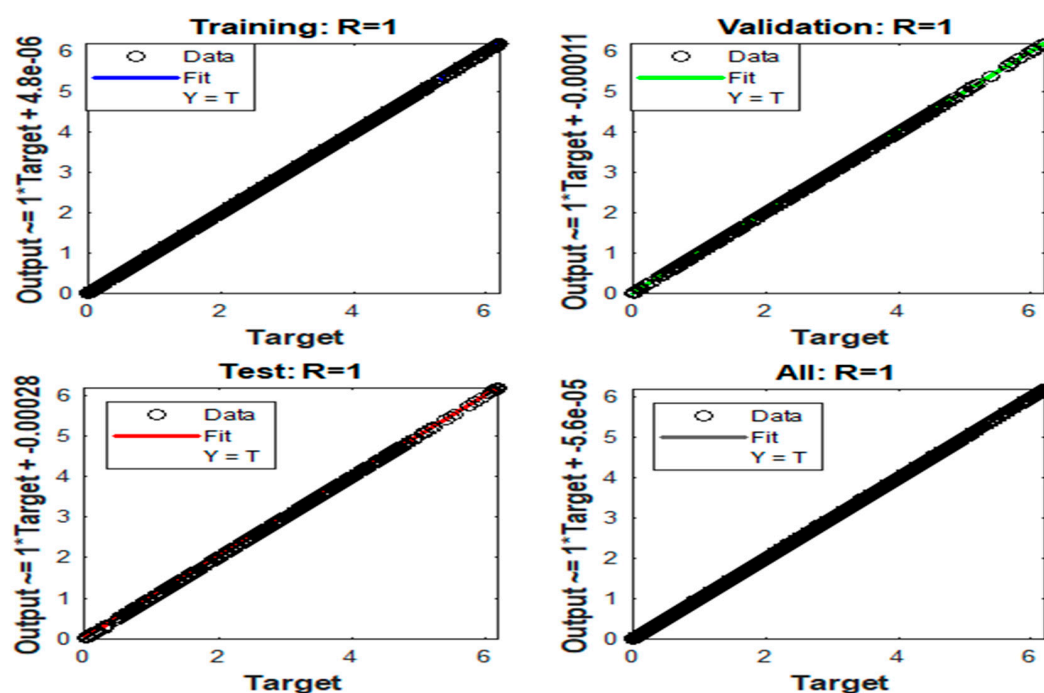 Training: R=1
Output ~= 1*Target + 4.8e-06
6
5
4
3
2
1
0
Data
Fit
Y = T
0 2 4 6
Target
Validation: R=1
Output ~= 1*Target + -0.00011
6
5
4
3
2
1
0
Data
Fit
Y = T
0 2 4 6
Target
Test: R=1
Output ~= 1*Target + -0.00028
6
5
4
3
2
1
0
Data
Fit
Y = T
0 2 4 6
Target
All: R=1
Output ~= 1*Target + -5.6e-05
6
5
4
3
2
1
0
Data
Fit
Y = T
0 2 4 6
Target